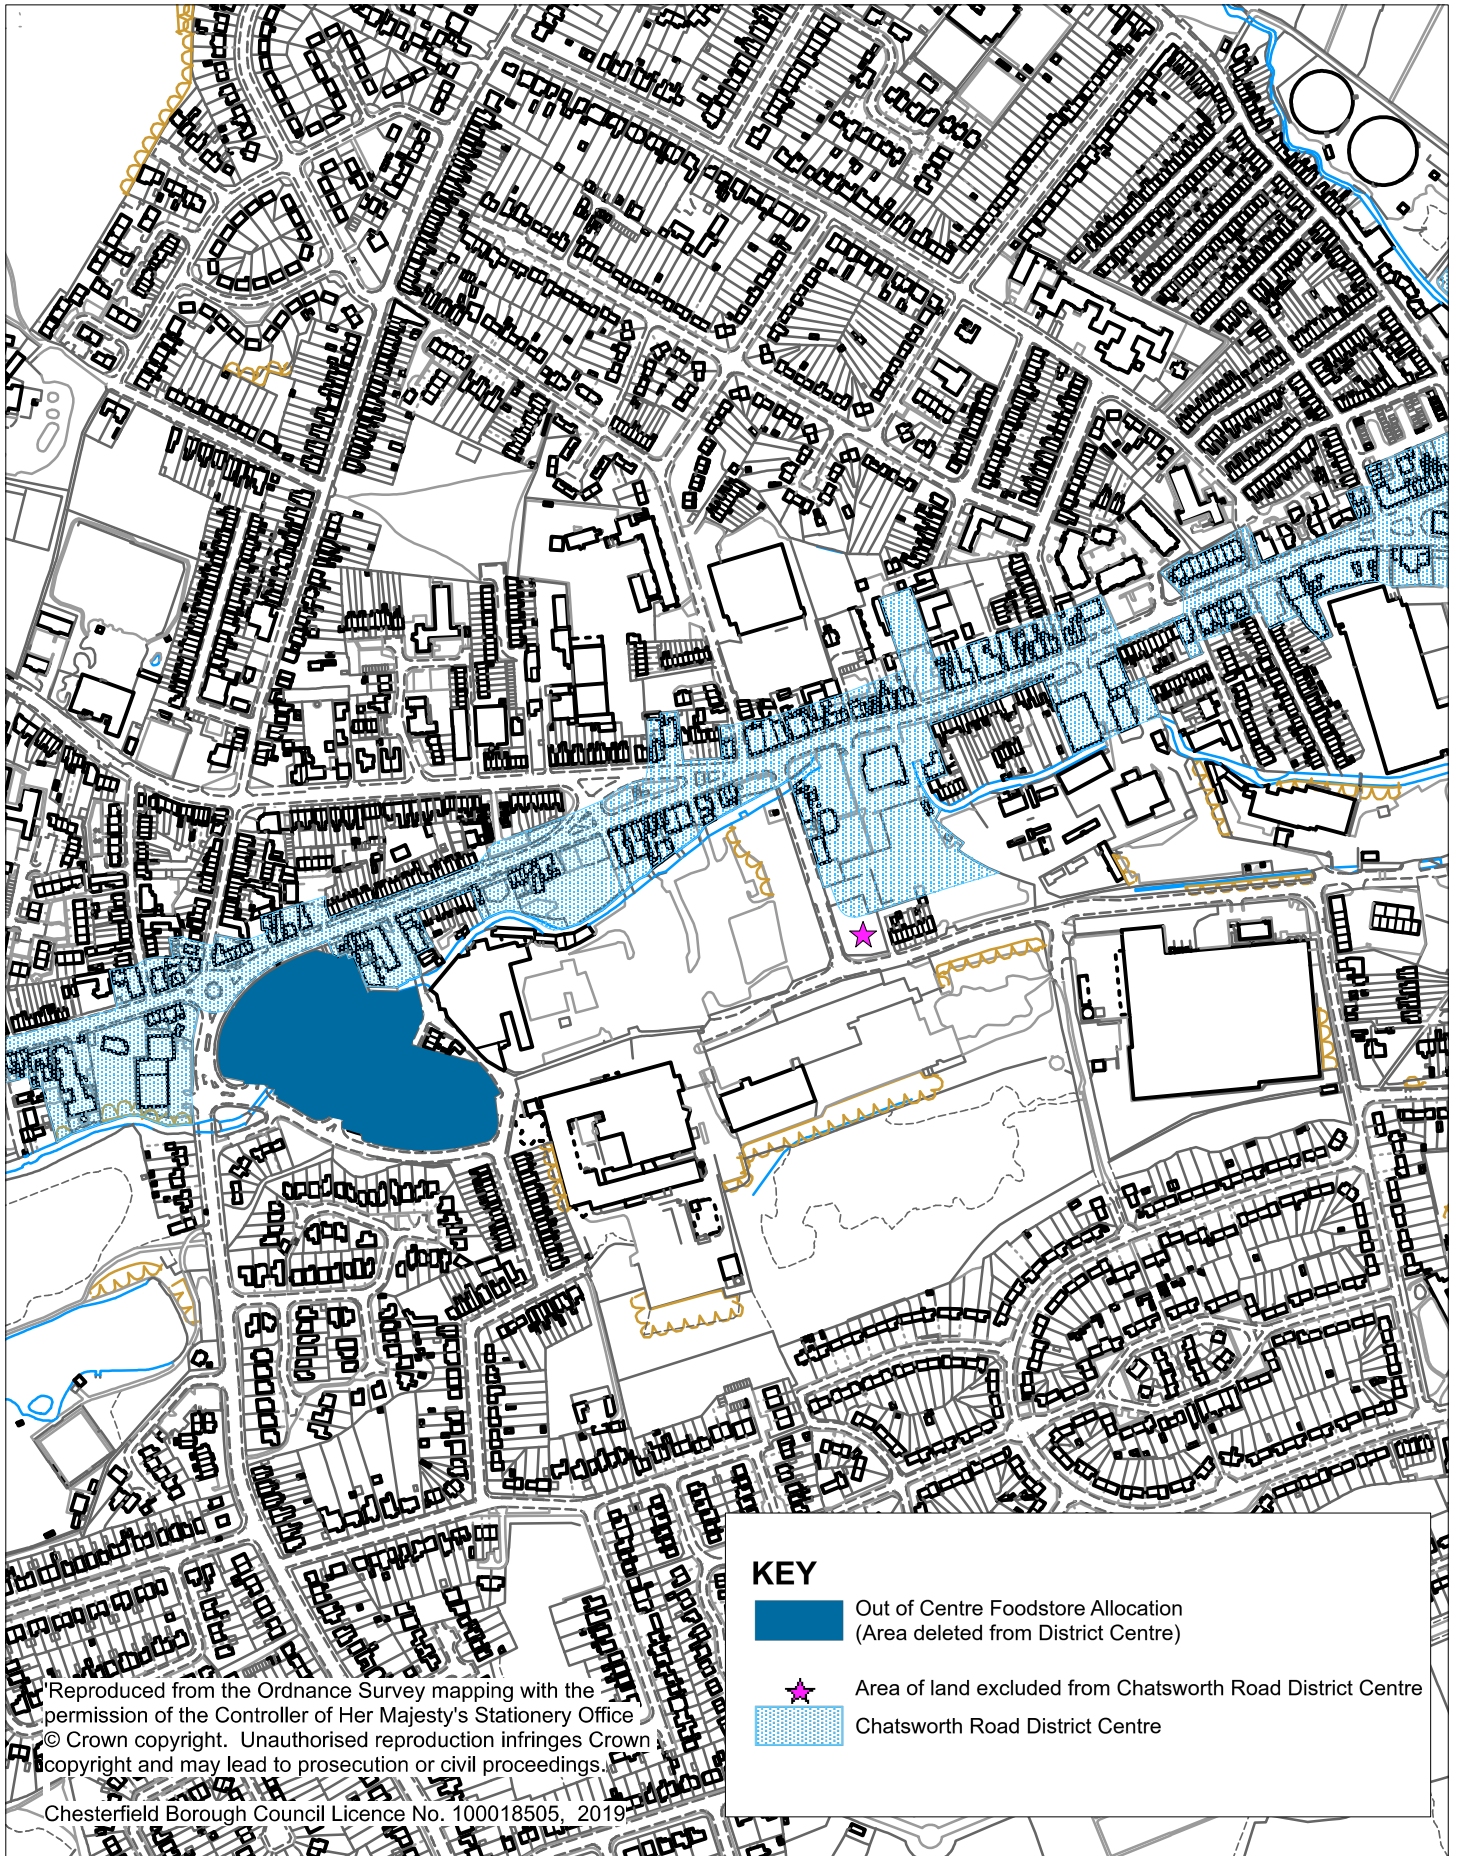 KEY
Out of Centre Foodstore Allocation
(Area deleted from District Centre)
Area of land excluded from Chatsworth Road District Centre
Chatsworth Road District Centre
'Reproduced from the Ordnance Survey mapping with the
permission of the Controller of Her Majesty's Stationery Office
© Crown copyright.  Unauthorised reproduction infringes Crown
copyright and may lead to prosecution or civil proceedings.
Chesterfield Borough Council Licence No. 100018505,  2019